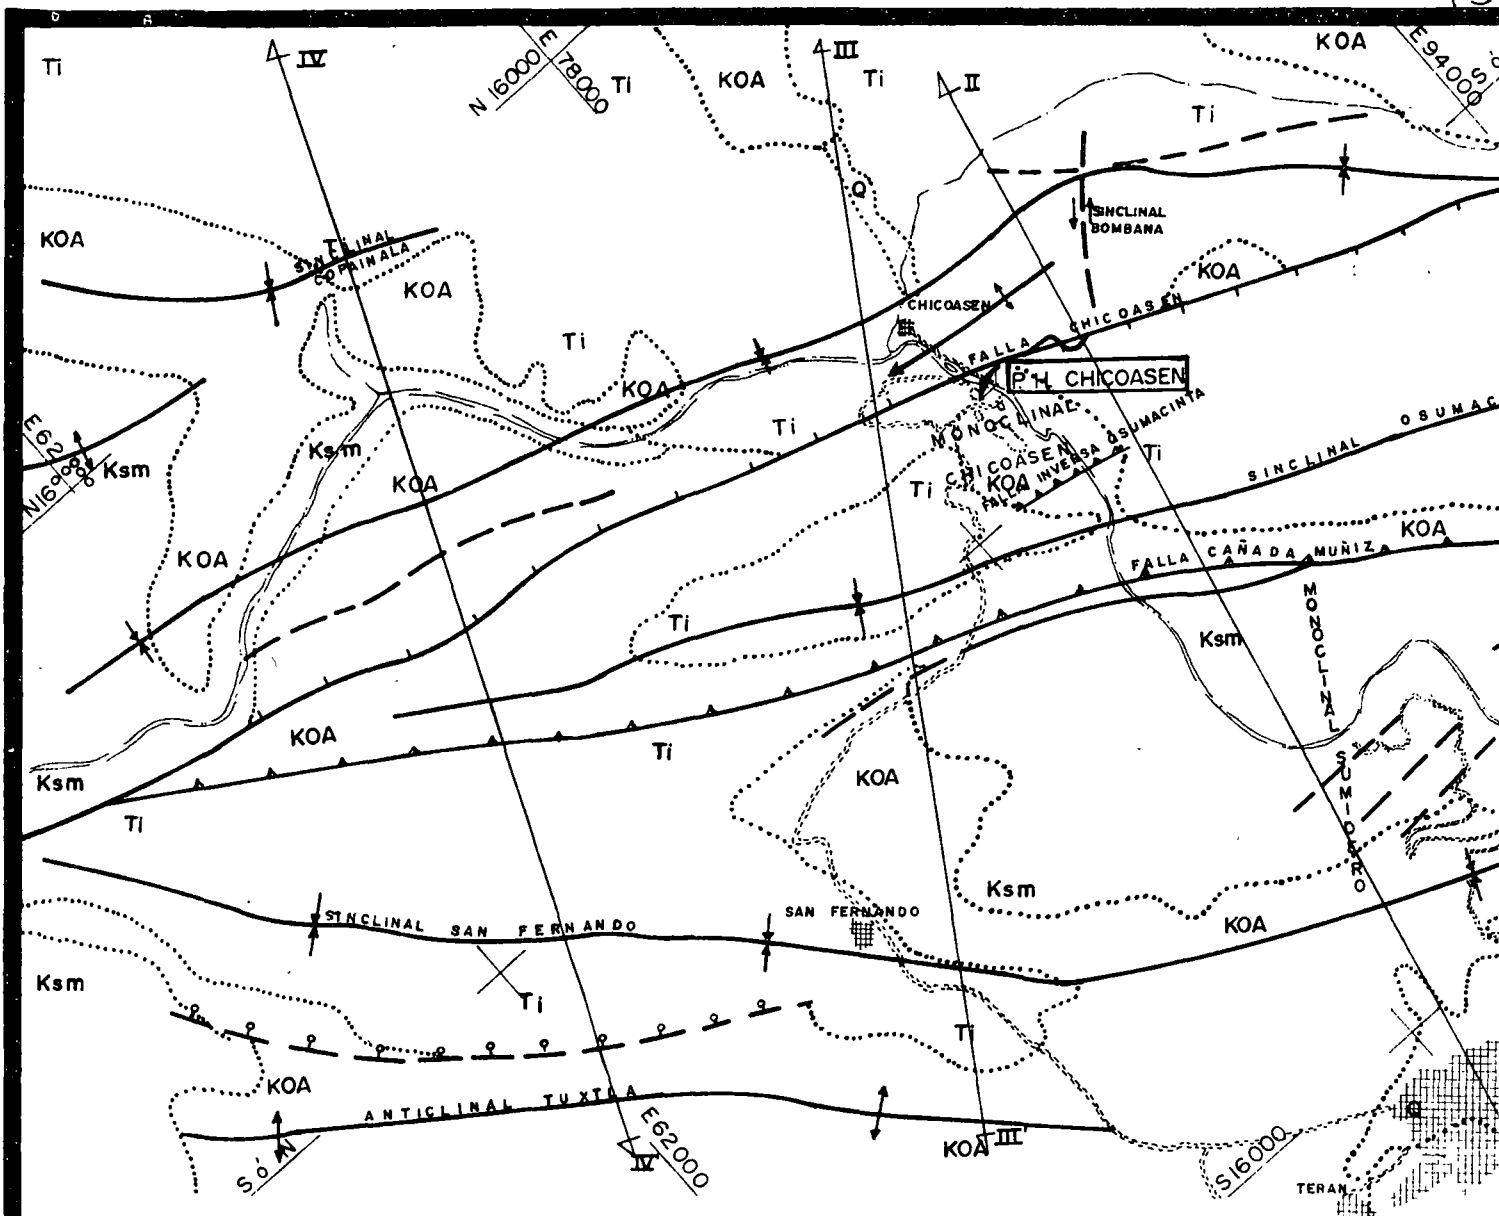 Ti
IV
N 16000
E 78000
Ti
KOA
III
Ti
II
KOA
E 94000
Ti
Q
KOA
SINCLINAL
COPAINALA
Ti
KOA
SINCLINAL
BOMBANA
KOA
CHICOASEN
FALLA CHICOASEN
Ti
KOA
P. H. CHICOASEN
Ti
MONOCLINAL
CHICOASEN
KOA
FALLA INVERSA OSUMACINTA
Ti
Ti
SINCLINAL OSUMAC
E 62000
Ksm
Ksm
KOA
KOA
KOA
FALLA CAÑADA MUÑIZ
Ti
Ksm
MONOCLINAL SUMIDERO
KOA
Ti
Ksm
Ti
KOA
Ksm
SINCLINAL SAN FERNANDO
SAN FERNANDO
KOA
Ksm
Ti
Ti
KOA
ANTICLINAL TUXTLA
E 62000
S ó N
IV'
KOA
III'
S 16000
Q
TERAN